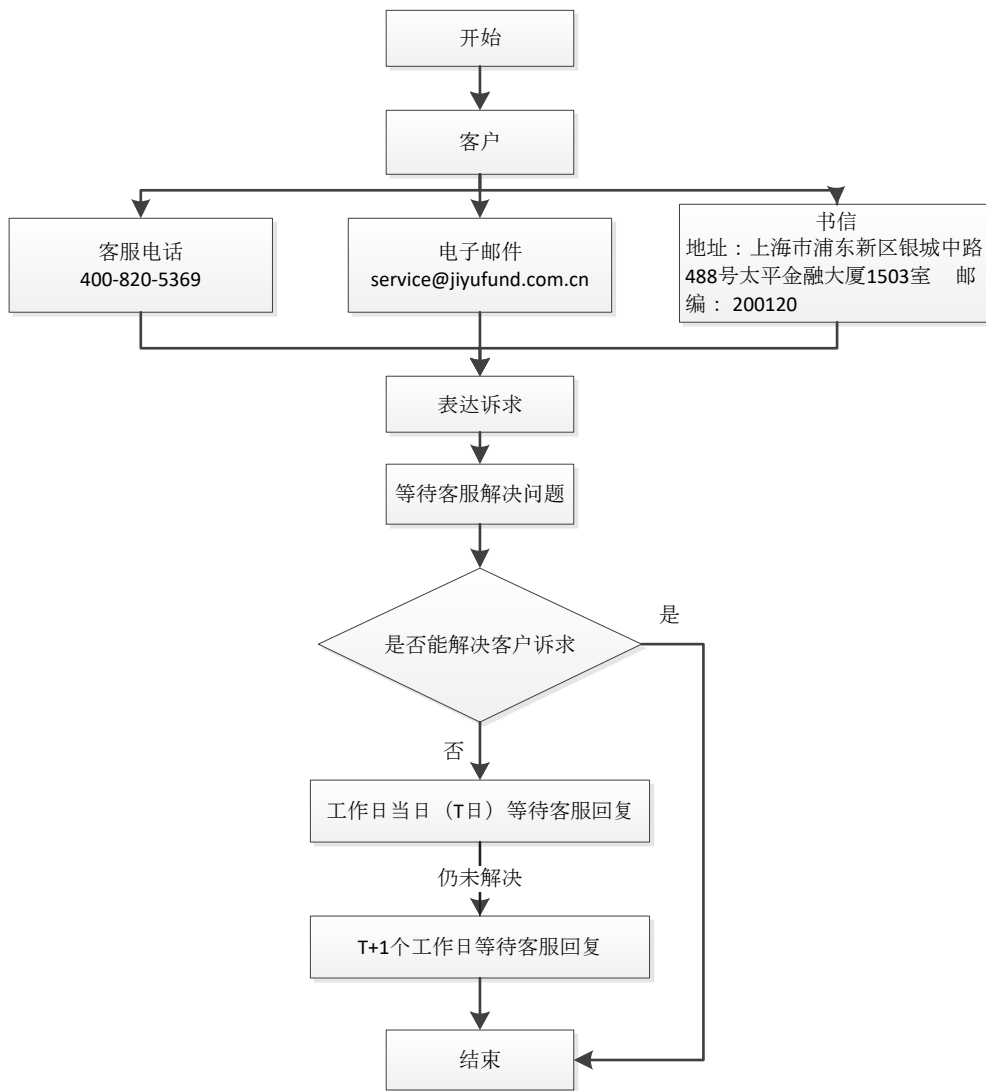 开始
客户
客服电话
400-820-5369
电子邮件
service@jiyufund.com.cn
书信
地址：上海市浦东新区银城中路
488号太平金融大厦1503室 邮
编： 200120
表达诉求
等待客服解决问题
是否能解决客户诉求
是
否
工作日当日（T日）等待客服回复
仍未解决
T+1个工作日等待客服回复
结束